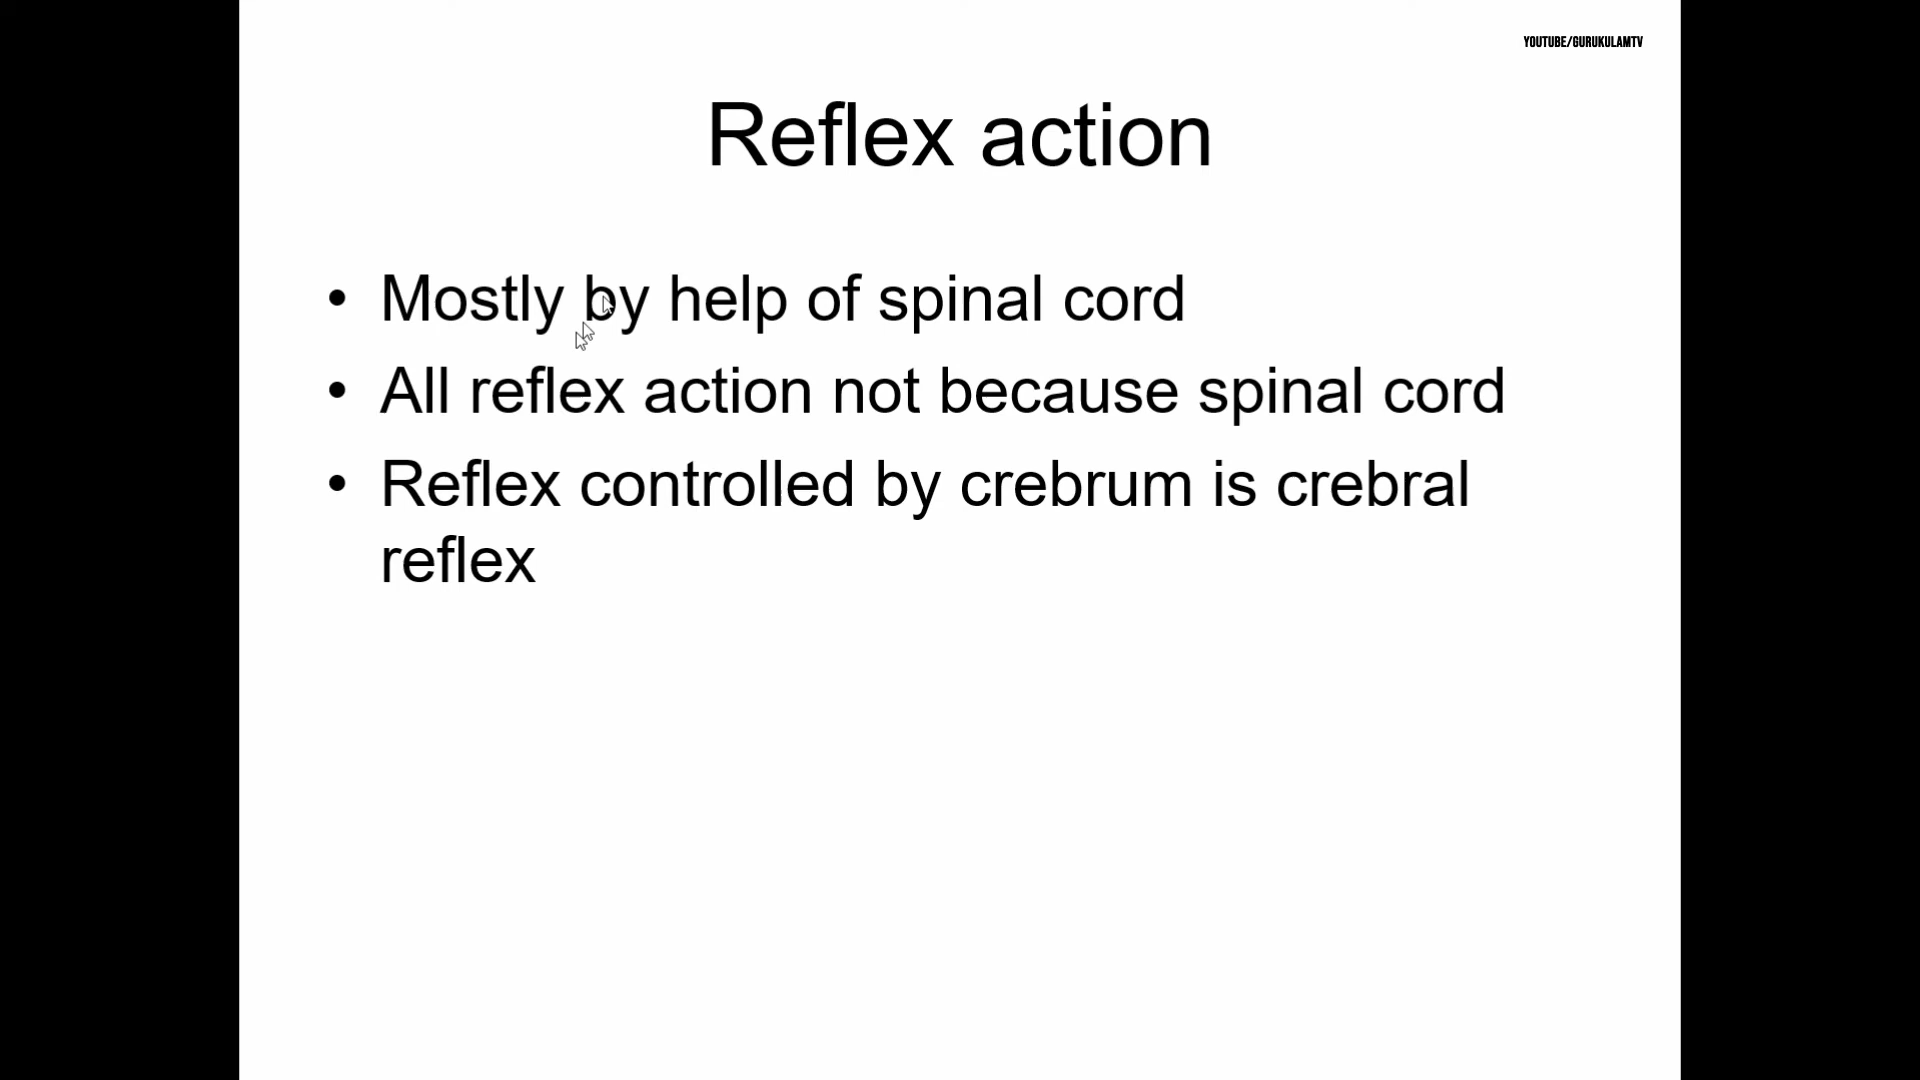 YOUTUBE/GURUKULAMTV
Reflex action
• Mostly by help of spinal cord
• All reflex action not because spinal cord
• Reflex controlled by crebrum is crebral
reflex